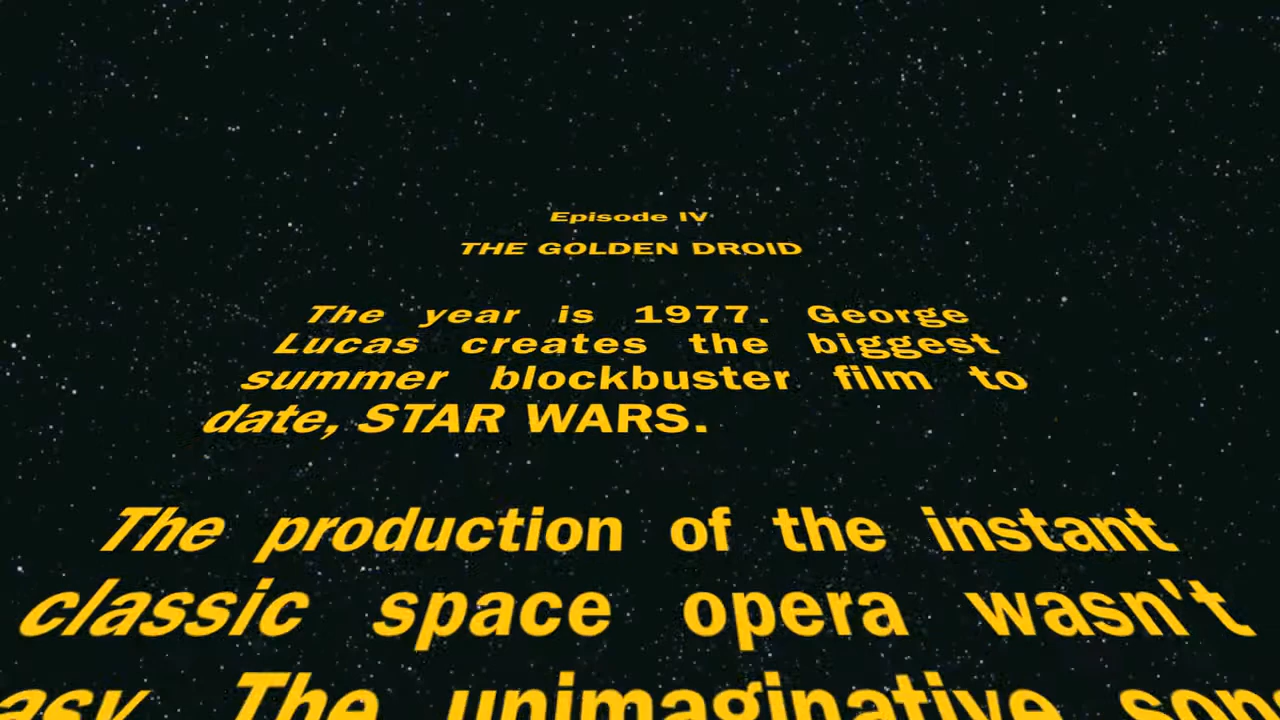 Episode IV
THE GOLDEN DROID
The year is 1977. George
Lucas creates the biggest
summer blockbuster film to
date, STAR WARS.
The production of the instant
classic space opera wasn't
The unimaginative